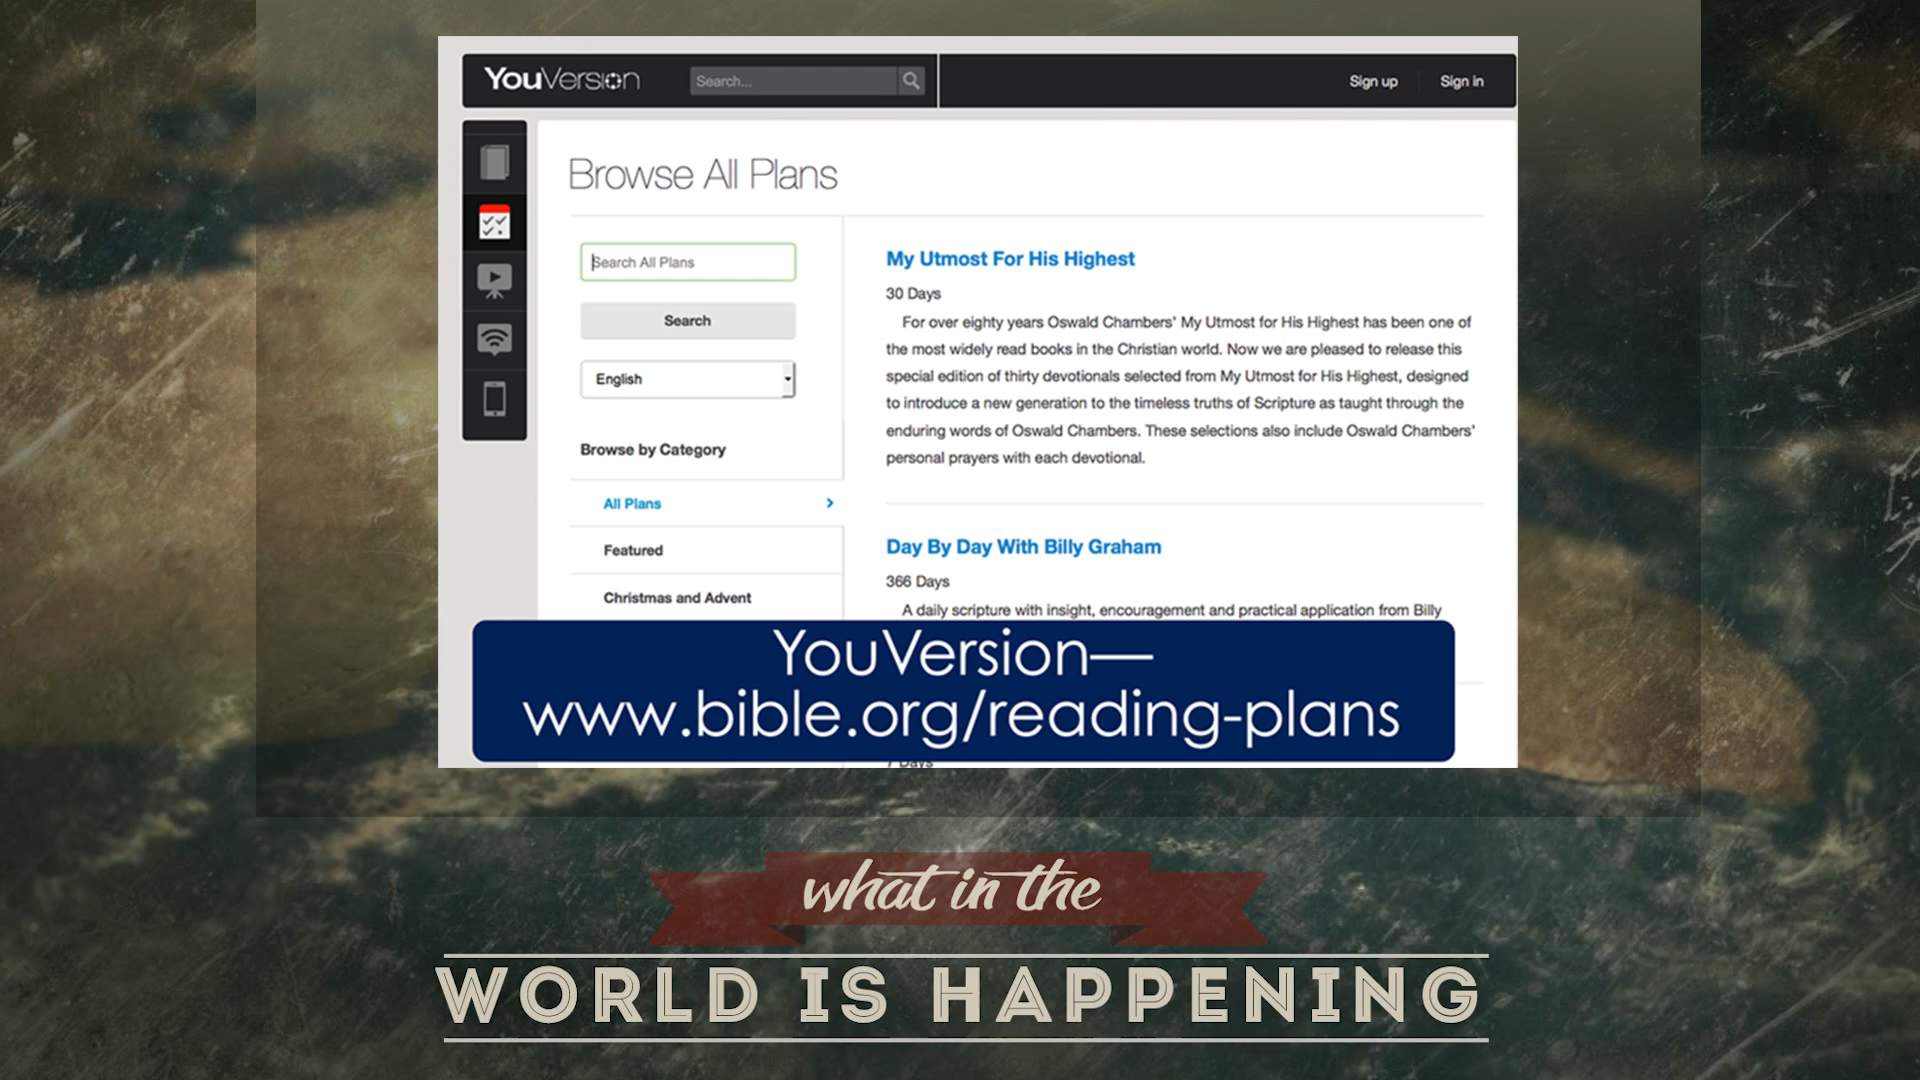 YouVersion
Search...
Sign up
Sign in
Browse All Plans
Search All Plans
Search
English
Browse by Category
All Plans
Featured
Christmas and Advent
My Utmost For His Highest
30 Days
For over eighty years Oswald Chambers' My Utmost for His Highest has been one of
the most widely read books in the Christian world. Now we are pleased to release this
special edition of thirty devotionals selected from My Utmost for His Highest, designed
to introduce a new generation to the timeless truths of Scripture as taught through the
enduring words of Oswald Chambers. These selections also include Oswald Chambers'
personal prayers with each devotional.
Day By Day With Billy Graham
366 Days
A daily scripture with insight, encouragement and practical application from Billy
YouVersion—
www.bible.org/reading-plans
7 Days
what in the
WORLD IS HAPPENING